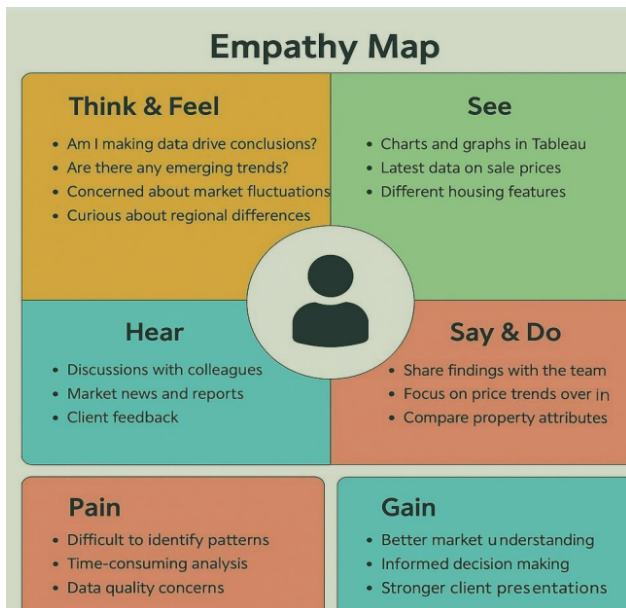 Empathy Map
Think & Feel
• Am I making data drive conclusions?
• Are there any emerging trends?
• Concerned about market fluctuations
• Curious about regional differences
See
• Charts and graphs in Tableau
• Latest data on sale prices
• Different housing features
Hear
• Discussions with colleagues
• Market news and reports
• Client feedback
Say & Do
• Share findings with the team
• Focus on price trends over in
• Compare property attributes
Pain
• Difficult to identify patterns
• Time-consuming analysis
• Data quality concerns
Gain
• Better market understanding
• Informed decision making
• Stronger client presentations